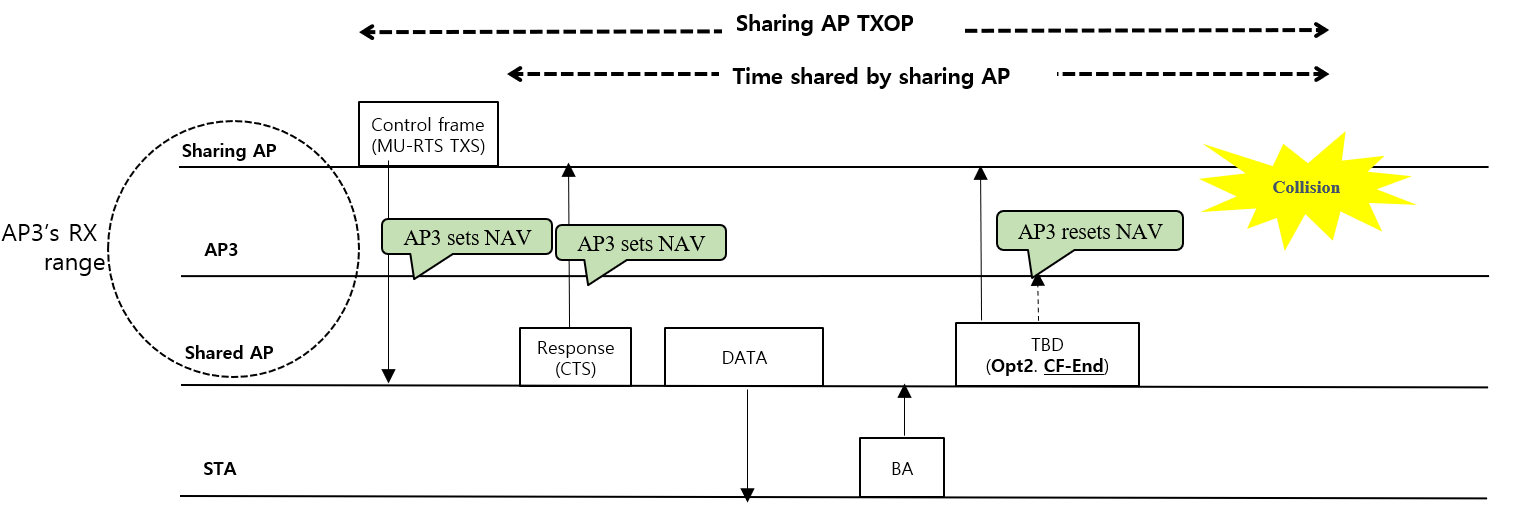 Sharing AP TXOP
Time shared by sharing AP
Control frame
(MU-RTS TXS)
Sharing AP
Collision
AP3's RX
range
AP3
AP3 sets NAV
AP3 sets NAV
AP3 resets NAV
Shared AP
Response
(CTS)
DATA
TBD
(Opt2. CF-End)
STA
BA